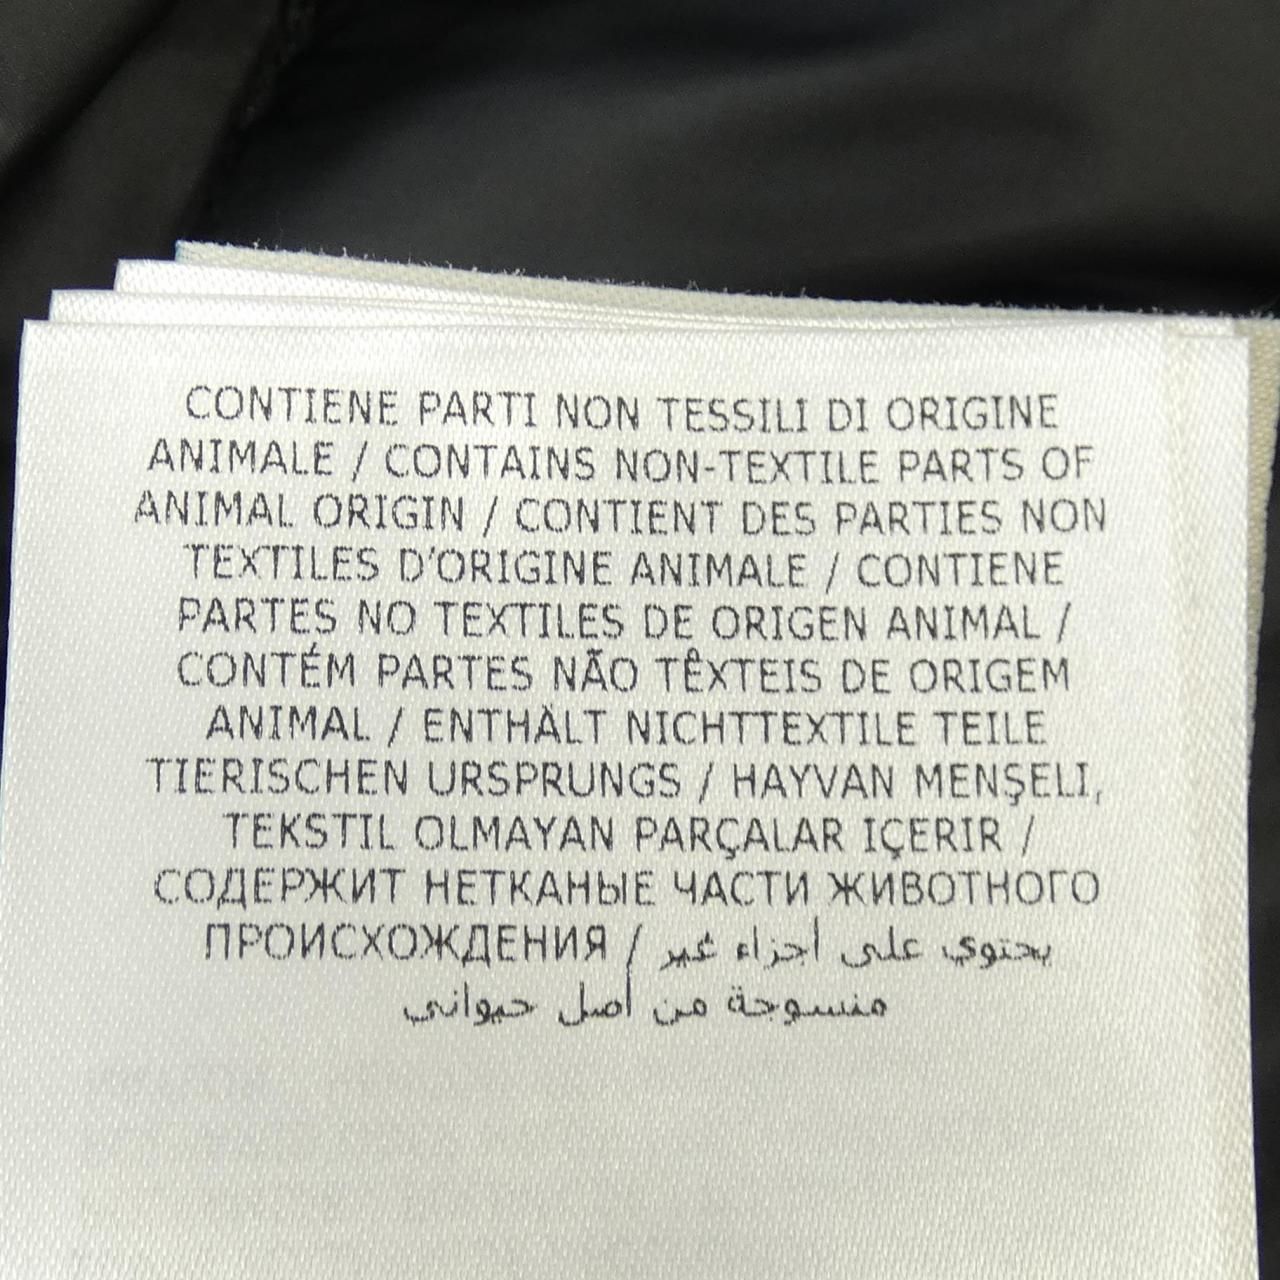 CONTIENE PARTI NON TESSILI DI ORIGINE
ANIMALE / CONTAINS NON-TEXTILE PARTS OF
ANIMAL ORIGIN / CONTIENT DES PARTIES NON
TEXTILES D'ORIGINE ANIMALE / CONTIENE
PARTES NO TEXTILES DE ORIGEN ANIMAL /
CONTÉM PARTES NÃO TÊXTEIS DE ORIGEM
ANIMAL / ENTHÄLT NICHTTEXTILE TEILE
TIERISCHEN URSPRUNGS / HAYVAN MENŞELI,
TEKSTIL OLMAYAN PARÇALAR IÇERIR /
СОДЕРЖИТ НЕТКАНЫЕ ЧАСТИ ЖИВОТНОГО
ПРОИСХОЖДЕНИЯ / يحتوي على أجزاء غير
منسوجة من أصل حيواني